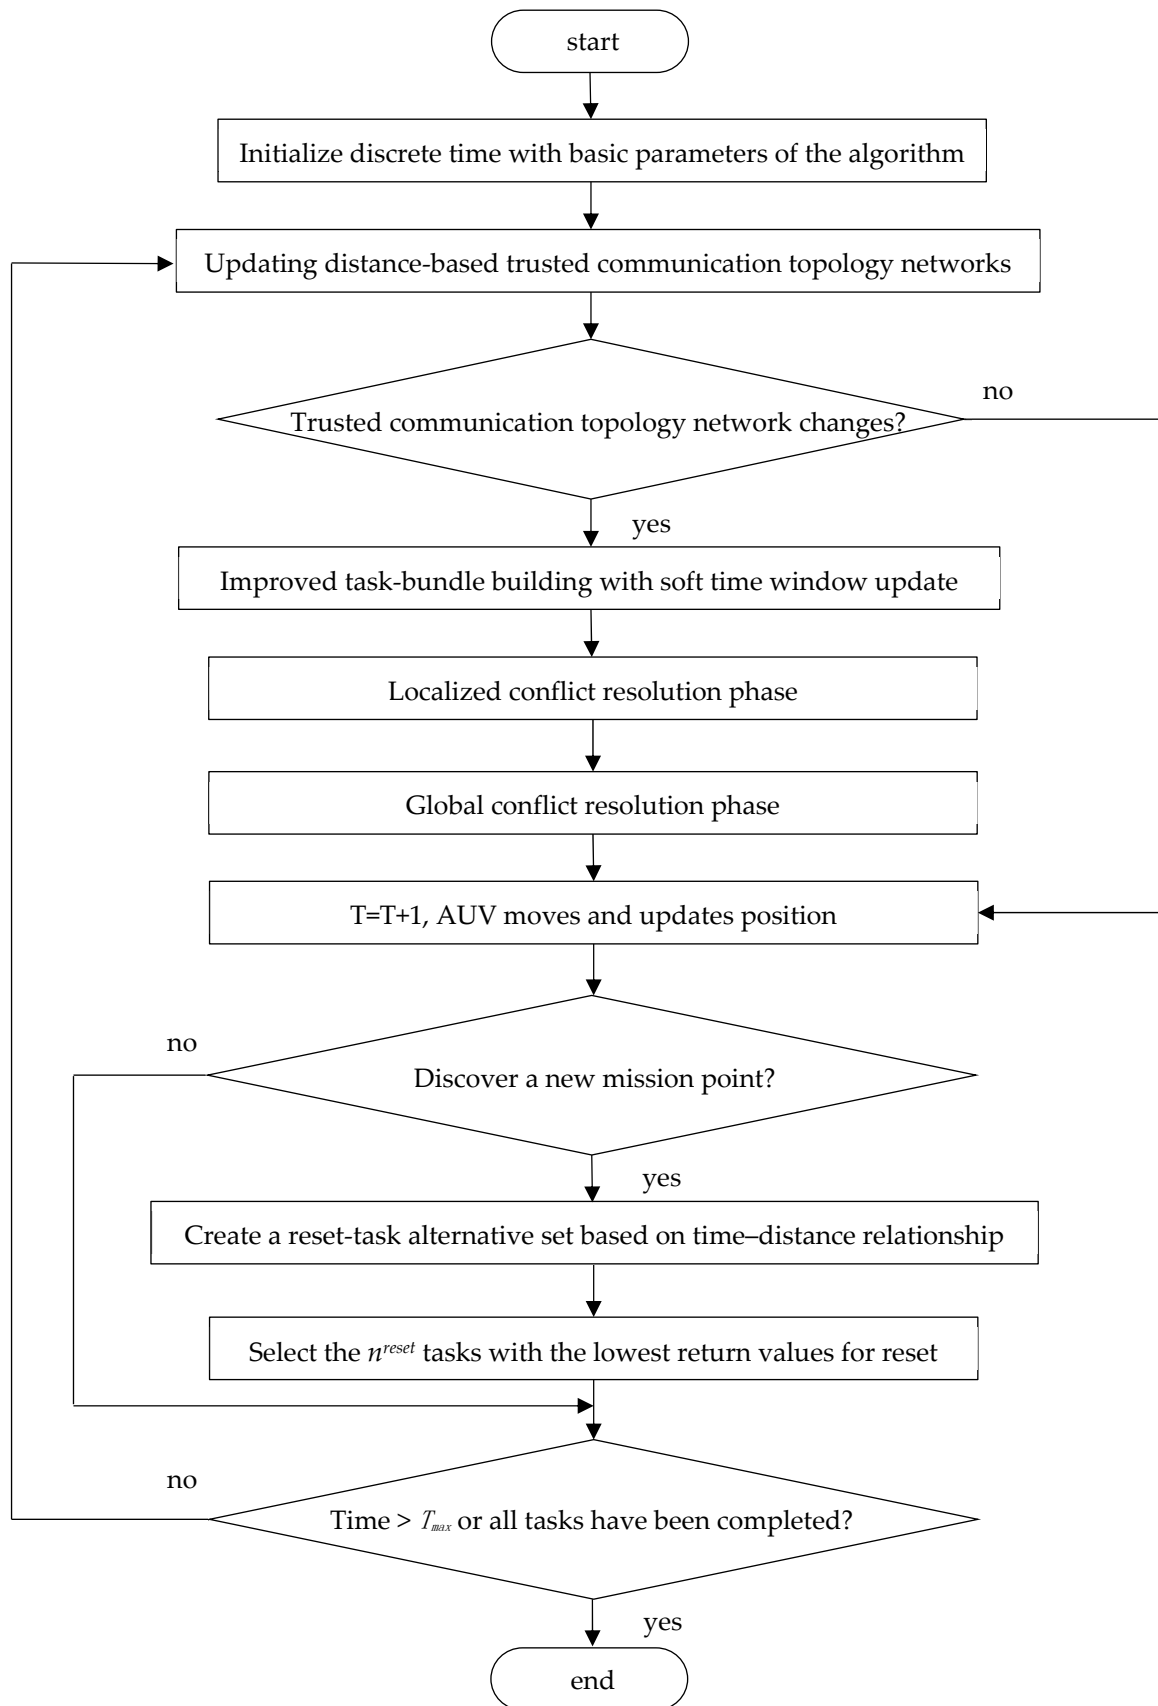 start
Initialize discrete time with basic parameters of the algorithm
Updating distance-based trusted communication topology networks
Trusted communication topology network changes?
no
yes
Improved task-bundle building with soft time window update
Localized conflict resolution phase
Global conflict resolution phase
T=T+1, AUV moves and updates position
no
Discover a new mission point?
yes
Create a reset-task alternative set based on time–distance relationship
Select the n^reset tasks with the lowest return values for reset
no
Time > T_max or all tasks have been completed?
yes
end